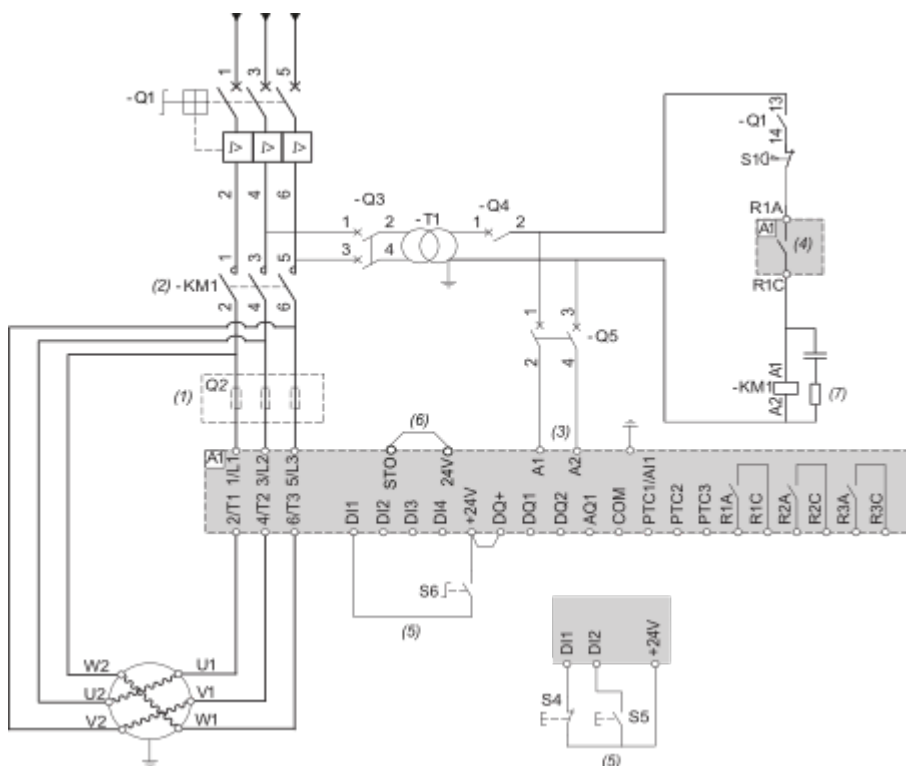 1 3 5
-Q1
2 4 6
-Q3
1 2
3 4
-T1
-Q4
1 2
13
-Q1
14
S1
R1A
A1
(4)
R1C
(2) -KM1
1 3 5
2 4 6
1 3
-Q5
2 4
A1
-KM1
A2
(7)
(1)
Q2
(6)
(3)
A1
1/L1 3/L2 5/L3
STO 24V A1 A2
2/T1 4/T2 6/T3
DI1 DI2 DI3 DI4 +24V DQ+ DQ1 DQ2 AQ1 COM PTC1/AI1 PTC2 PTC3 R1A R1C R2A R2C R3A R3C
S6
(5)
W2 U1
U2 V1
V2 W1
DI1 DI2 +24V
S4 S5
(5)